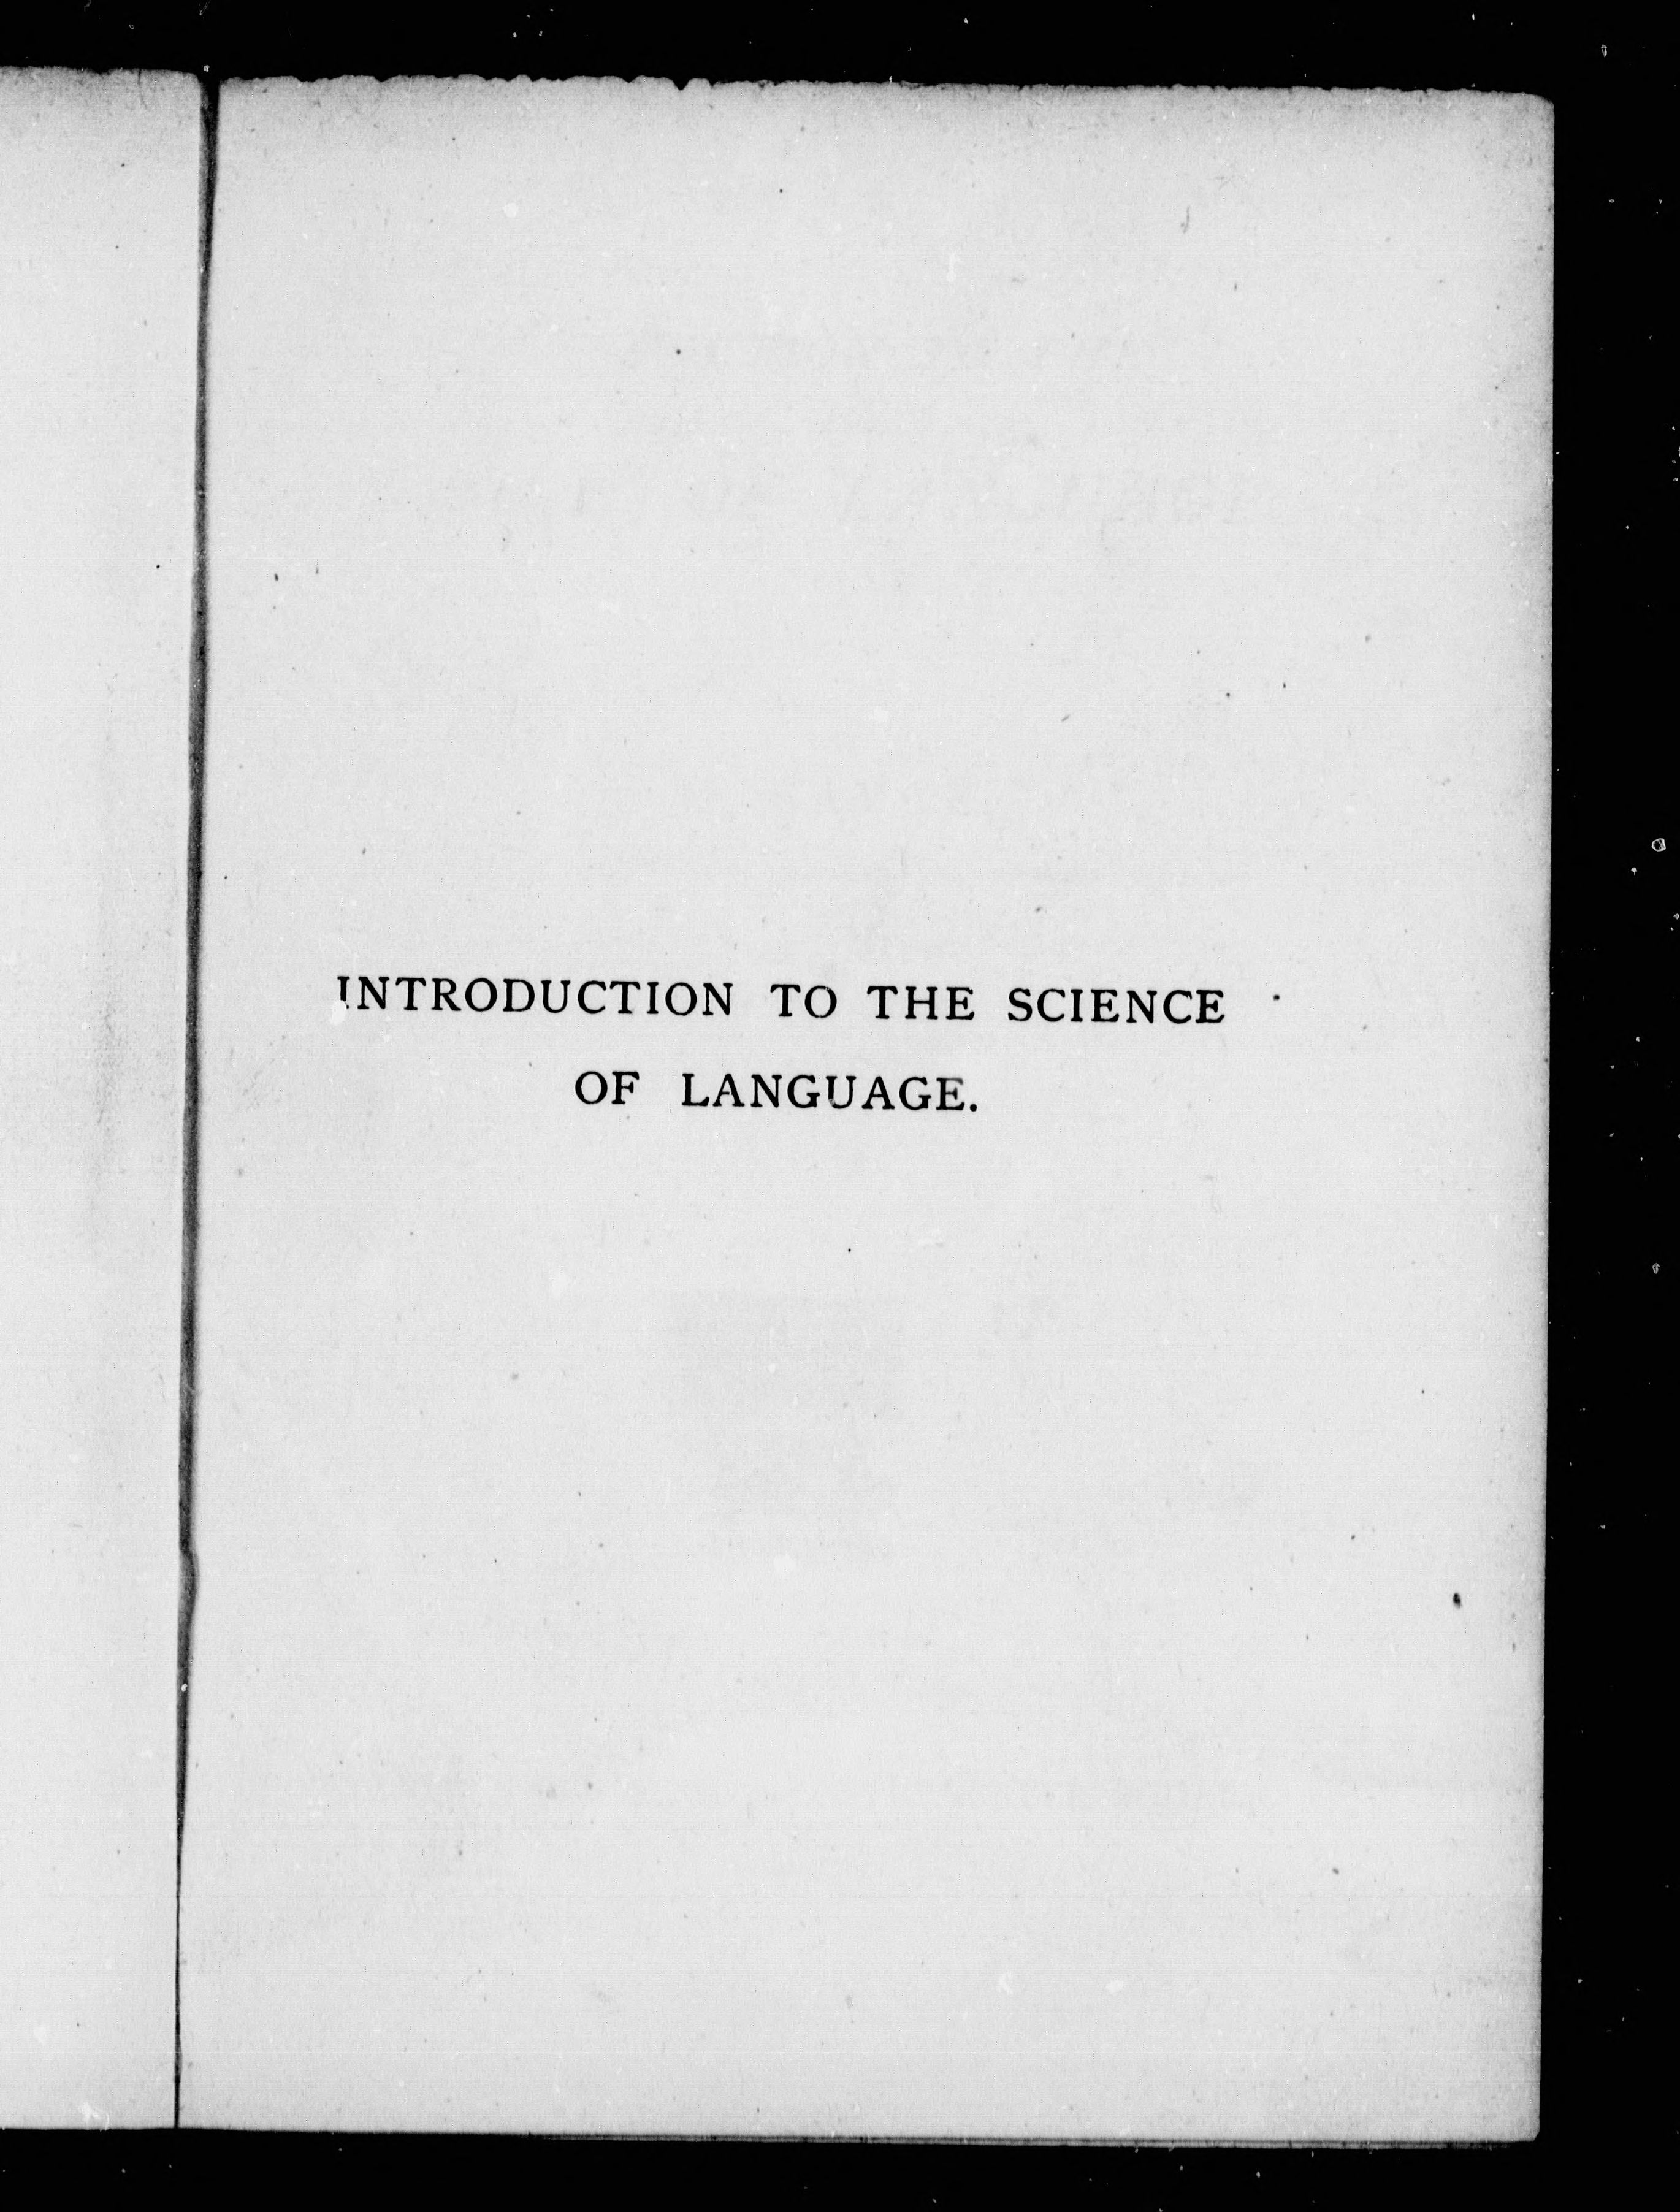 INTRODUCTION TO THE SCIENCE
OF LANGUAGE.